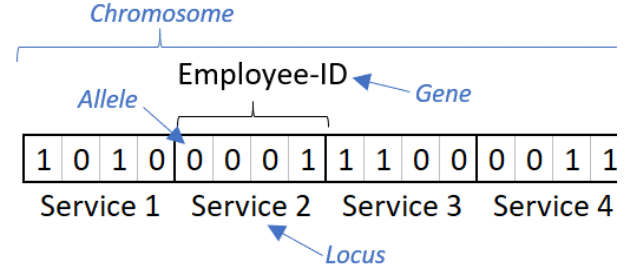 Chromosome
Employee-ID
Allele
Gene
1 0 1 0 0 0 0 1 1 1 0 0 0 0 1 1
Service 1 Service 2 Service 3 Service 4
Locus